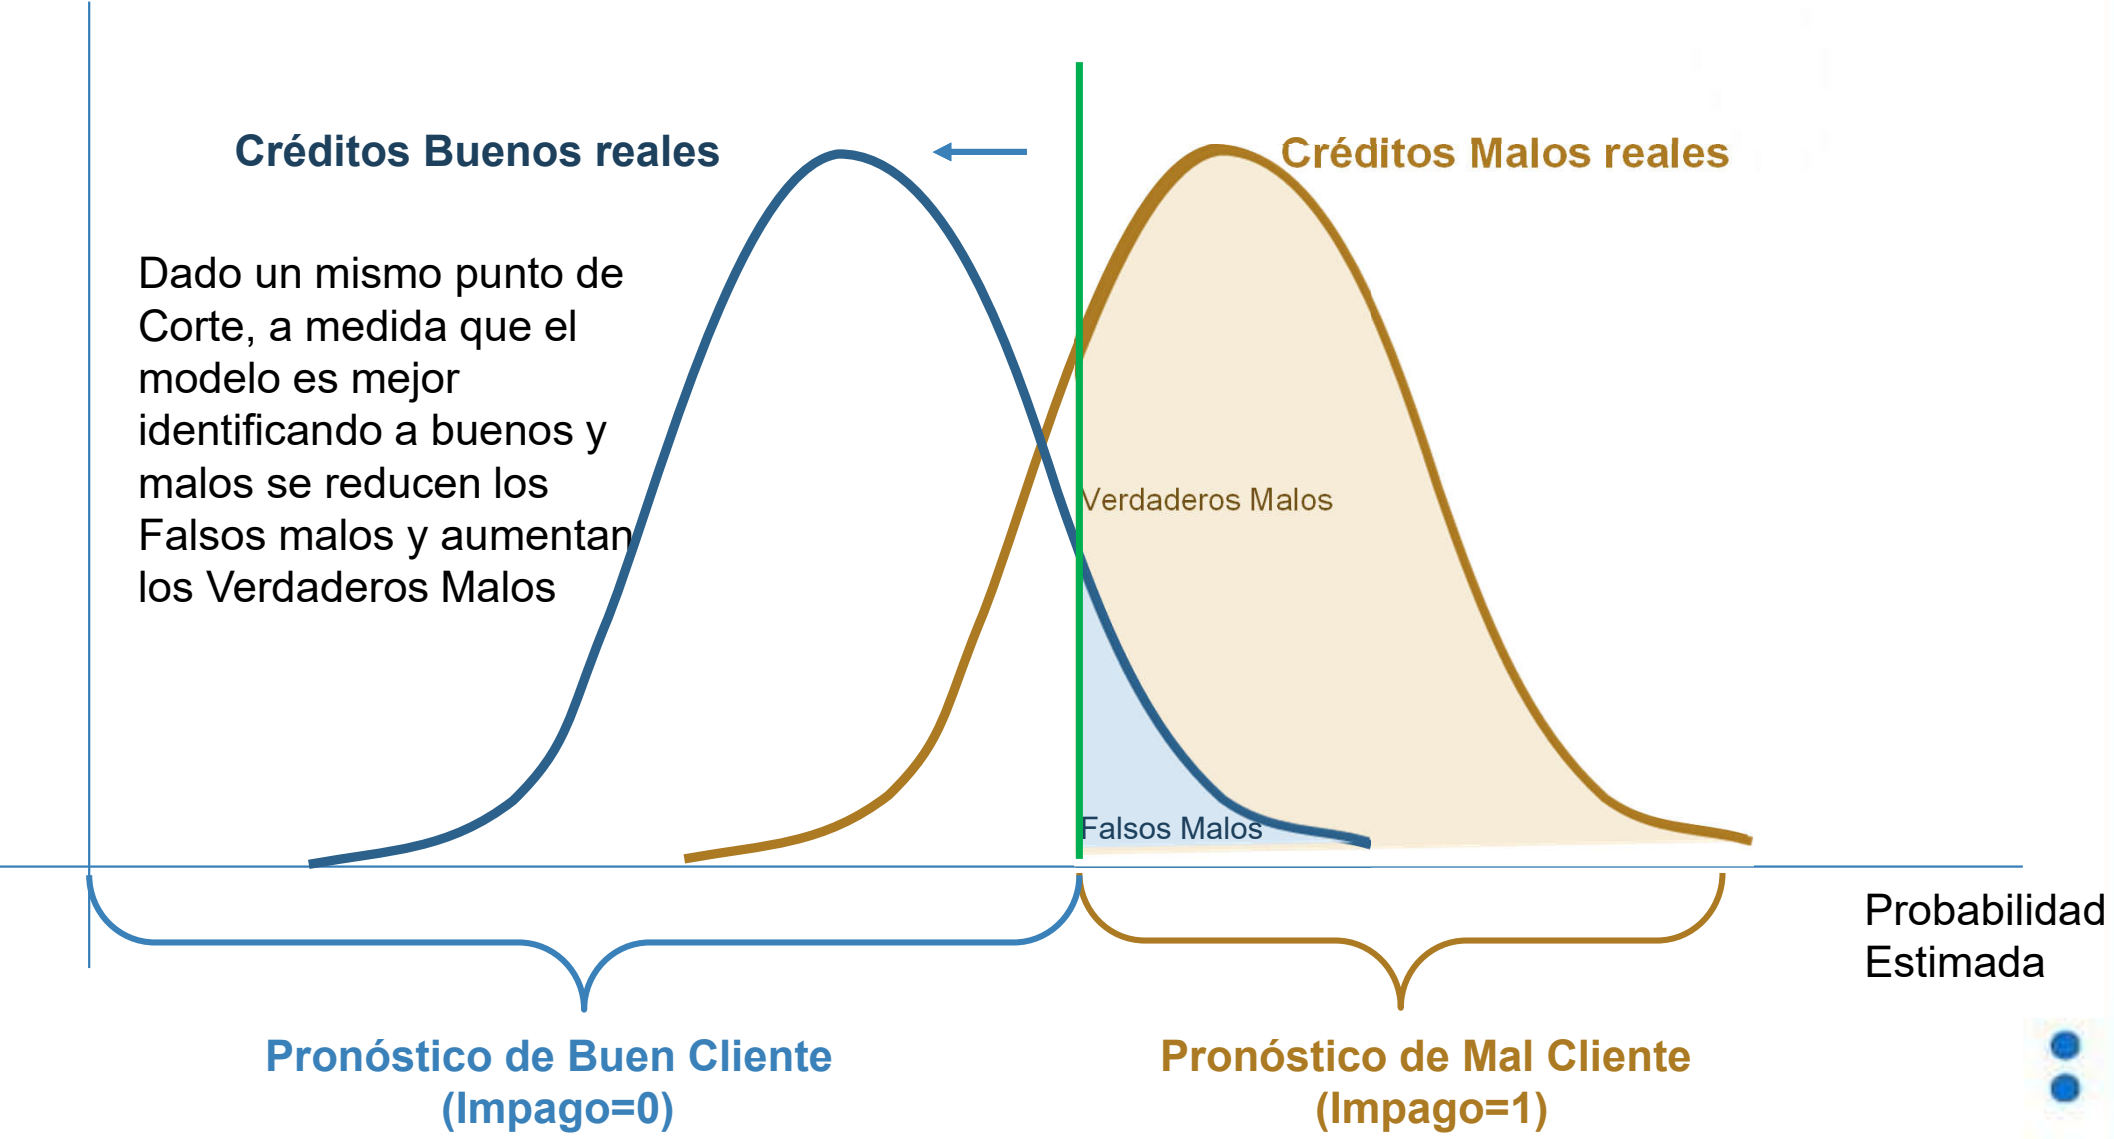 Créditos Buenos reales
Créditos Malos reales
Dado un mismo punto de
Corte, a medida que el
modelo es mejor
identificando a buenos y
malos se reducen los
Falsos malos y aumentan
los Verdaderos Malos
Verdaderos Malos
Falsos Malos
Probabilidad
Estimada
Pronóstico de Buen Cliente
(Impago=0)
Pronóstico de Mal Cliente
(Impago=1)